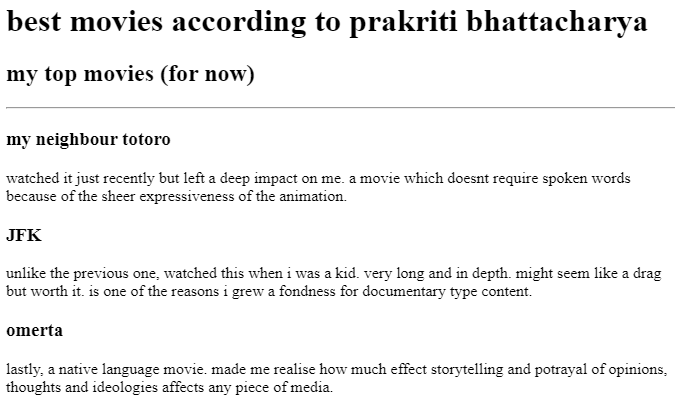 best movies according to prakriti bhattacharya
my top movies (for now)
my neighbour totoro
watched it just recently but left a deep impact on me. a movie which doesnt require spoken words
because of the sheer expressiveness of the animation.
JFK
unlike the previous one, watched this when i was a kid. very long and in depth. might seem like a drag
but worth it. is one of the reasons i grew a fondness for documentary type content.
omerta
lastly, a native language movie. made me realise how much effect storytelling and potrayal of opinions,
thoughts and ideologies affects any piece of media.